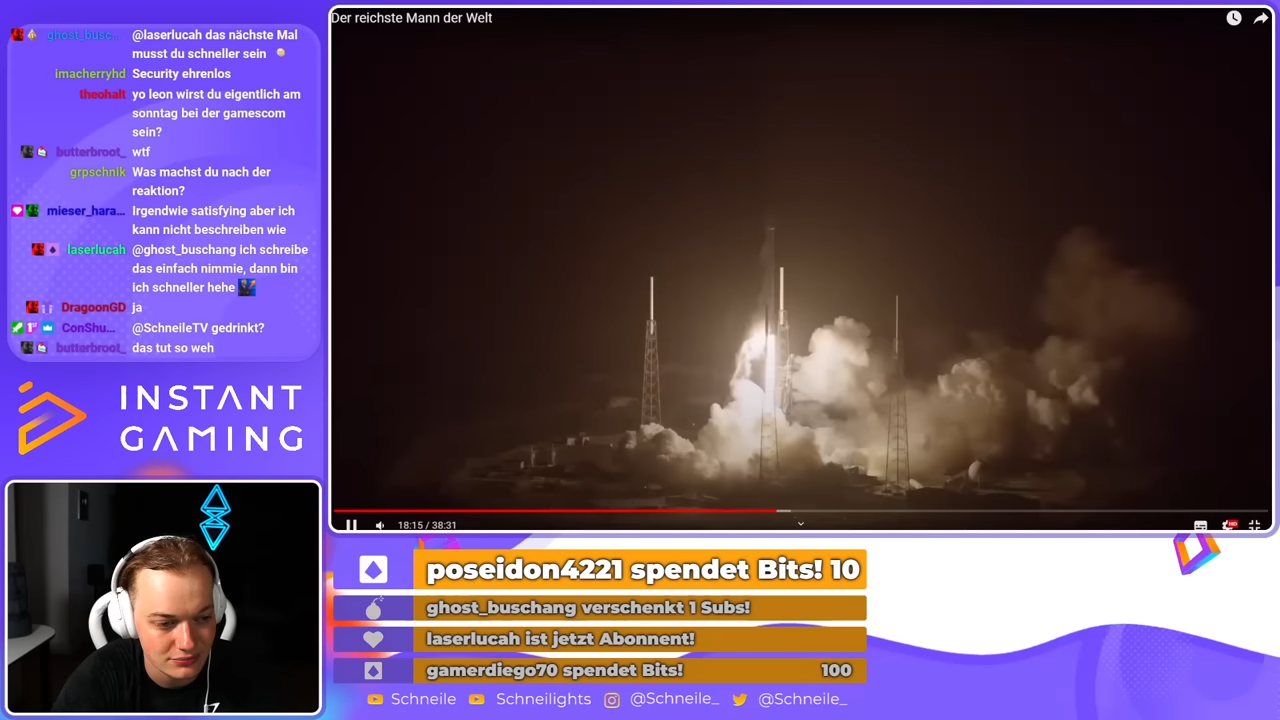 ghost_busc... @laserlucah das nächste Mal
musst du schneller sein
imacherryhd Security ehrenlos
theohalt yo leon wirst du eigentlich am
sonntag bei der gamescom
sein?
butterbroot_ wtf
grpschnik Was machst du nach der
reaktion?
mieser_hara... Irgendwie satisfying aber ich
kann nicht beschreiben wie
laserlucah @ghost_buschang ich schreibe
das einfach nimmie, dann bin
ich schneller hehe
DragoonGD ja
ConShu... @SchneileTV gedrinkt?
butterbroot_ das tut so weh
INSTANT
GAMING
Der reichste Mann der Welt
18:15 / 38:31
HD
poseidon4221 spendet Bits! 10
ghost_buschang verschenkt 1 Subs!
laserlucah ist jetzt Abonnent!
gamerdiego70 spendet Bits! 100
Schneile Schneilights @Schneile_ @Schneile_